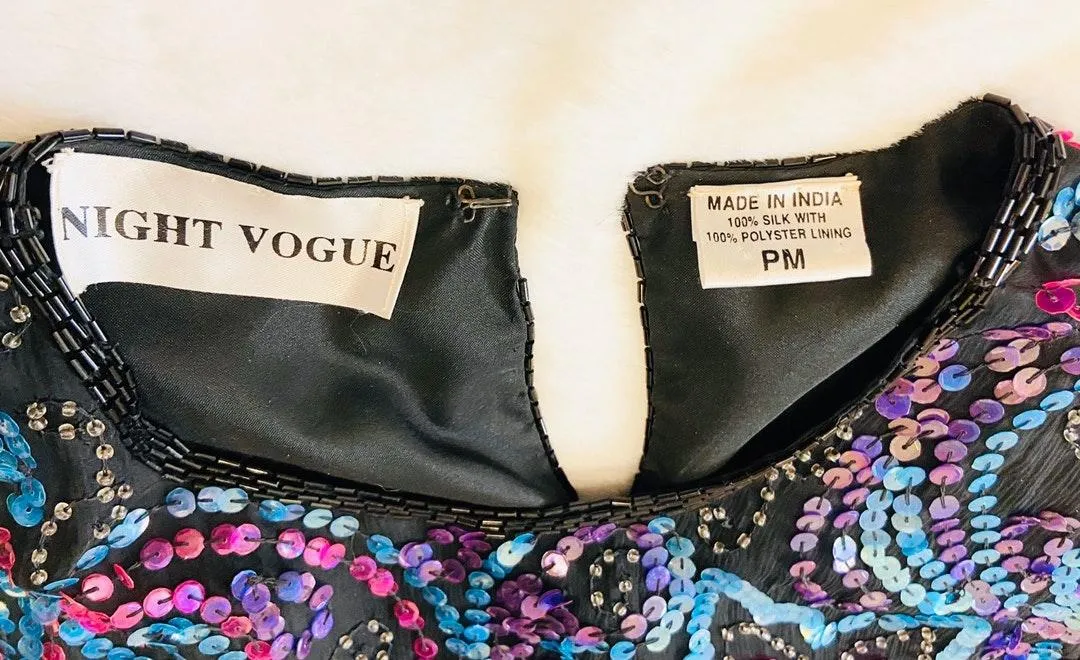 NIGHT VOGUE
MADE IN INDIA
100% SILK WITH
100% POLYSTER LINING
PM